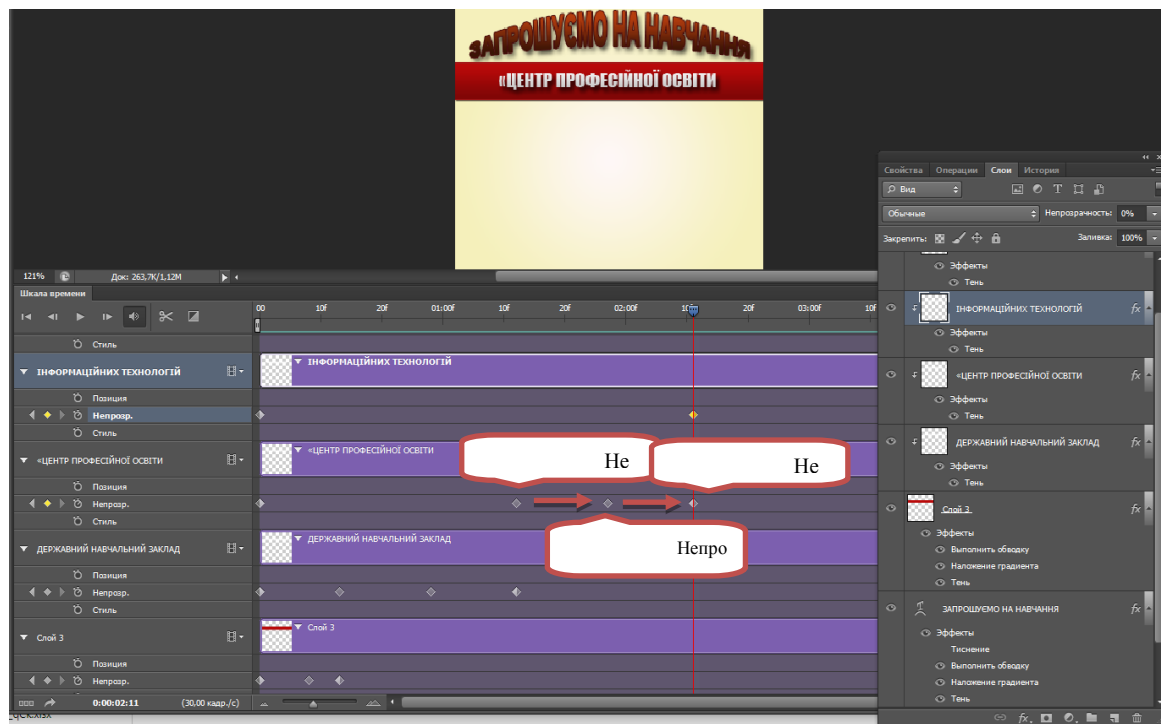 ЗАПРОШУЄМО НА НАВЧАННЯ
«ЦЕНТР ПРОФЕСІЙНОЇ ОСВІТИ
Свойства Операции Слои История
Вид
Обычные Непрозрачность: 0%
Закрепить: Заливка: 100%
Эффекты
Тень
ІНФОРМАЦІЙНИХ ТЕХНОЛОГІЙ fx
Эффекты
Тень
«ЦЕНТР ПРОФЕСІЙНОЇ ОСВІТИ fx
Эффекты
Тень
ДЕРЖАВНИЙ НАВЧАЛЬНИЙ ЗАКЛАД fx
Эффекты
Тень
Слой 3 fx
Эффекты
Выполнить обводку
Наложение градиента
Тень
ЗАПРОШУЄМО НА НАВЧАННЯ fx
Эффекты
Тиснение
Выполнить обводку
Наложение градиента
Тень
fx
121% Док: 263,7K/1,12M
Шкала времени
00 10f 20f 01:00f 10f 20f 02:00f 10f 20f 03:00f 10f
Стиль
ІНФОРМАЦІЙНИХ ТЕХНОЛОГІЙ ІНФОРМАЦІЙНИХ ТЕХНОЛОГІЙ
Позиция
Непрозр.
Стиль
«ЦЕНТР ПРОФЕСІЙНОЇ ОСВІТИ «ЦЕНТР ПРОФЕСІЙНОЇ ОСВІТИ
Не Не
Позиция
Непрозр.
Стиль
ДЕРЖАВНИЙ НАВЧАЛЬНИЙ ЗАКЛАД ДЕРЖАВНИЙ НАВЧАЛЬНИЙ ЗАКЛАД
Непро
Позиция
Непрозр.
Стиль
Слой 3 Слой 3
Позиция
Непрозр.
0:00:02:11 (30,00 кадр./с)